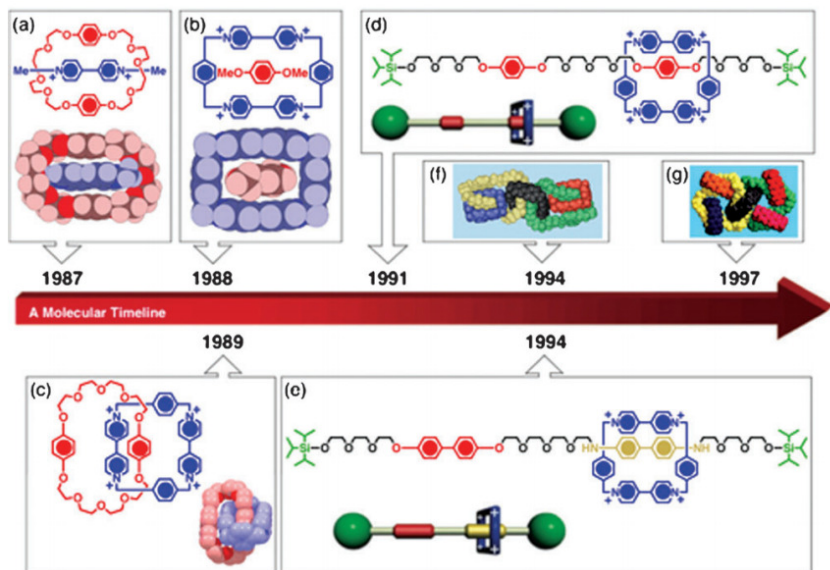 (a)
O O
O O
O O
+ +
Me N N Me
O O
O O
O O
(b)
+ +
N N
MeO OMe
N N
+ +
(d)
+ +
N N
Si O O O O O O O O O O O O Si
N N
+ +
(f)
(g)
1987
1988
1991
1994
1997
A Molecular Timeline
1989
1994
(c)
O O
O O
+ +
N N
O O
N N
+ +
O O
O O
(e)
+ +
N N
Si O O O O O O O HN NH O O O Si
N N
+ +